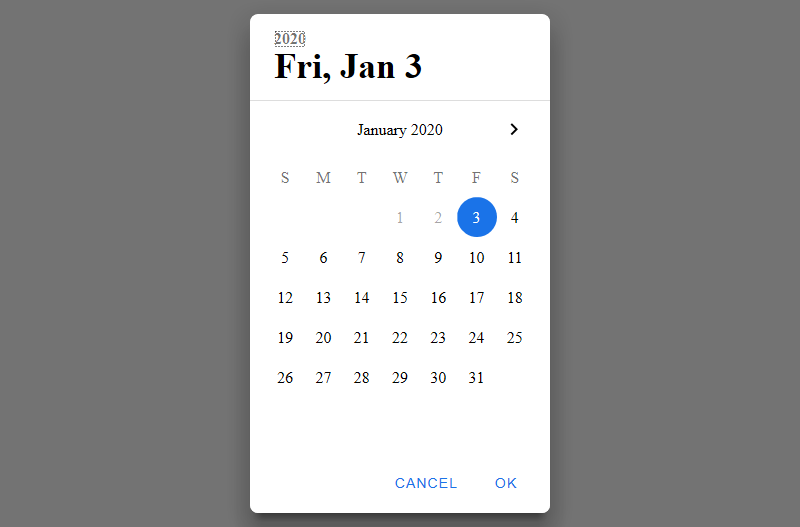 2020
Fri, Jan 3
January 2020
S M T W T F S
1 2 3 4
5 6 7 8 9 10 11
12 13 14 15 16 17 18
19 20 21 22 23 24 25
26 27 28 29 30 31
CANCEL OK